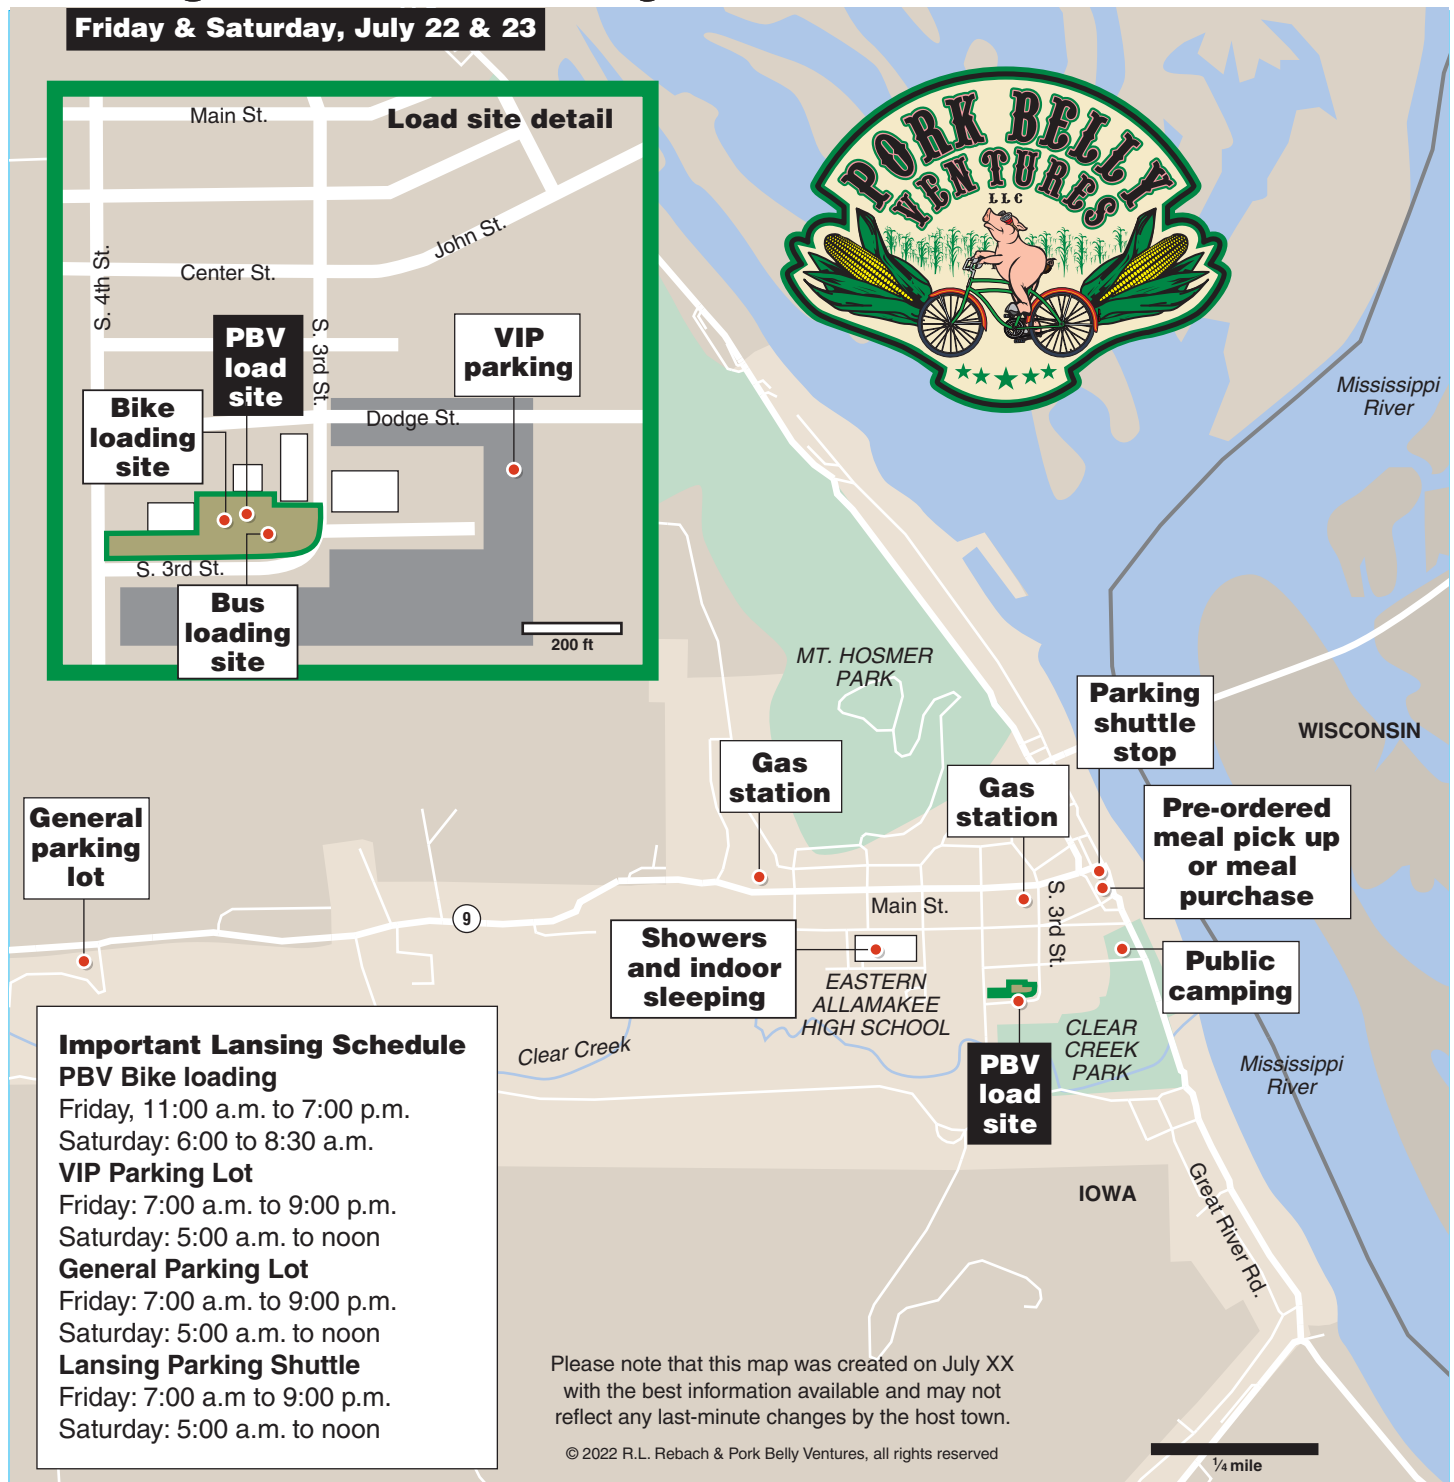 Friday & Saturday, July 22 & 23
Load site detail
Main St.
John St.
Center St.
S. 4th St.
S. 3rd St.
PBV
load
site
VIP
parking
Bike
loading
site
Dodge St.
S. 3rd St.
Bus
loading
site
200 ft
PORK BELLY
VENTURES
LLC
Mississippi
River
MT. HOSMER
PARK
Parking
shuttle
stop
WISCONSIN
Gas
station
Gas
station
Pre-ordered
meal pick up
or meal
purchase
General
parking
lot
9
Main St.
S. 3rd St.
Showers
and indoor
sleeping
EASTERN
ALLAMAKEE
HIGH SCHOOL
Public
camping
Clear Creek
CLEAR
CREEK
PARK
PBV
load
site
Mississippi
River
IOWA
Great River Rd.
Important Lansing Schedule
PBV Bike loading
Friday, 11:00 a.m. to 7:00 p.m.
Saturday: 6:00 to 8:30 a.m.
VIP Parking Lot
Friday: 7:00 a.m. to 9:00 p.m.
Saturday: 5:00 a.m. to noon
General Parking Lot
Friday: 7:00 a.m. to 9:00 p.m.
Saturday: 5:00 a.m. to noon
Lansing Parking Shuttle
Friday: 7:00 a.m to 9:00 p.m.
Saturday: 5:00 a.m. to noon
Please note that this map was created on July XX
with the best information available and may not
reflect any last-minute changes by the host town.
© 2022 R.L. Rebach & Pork Belly Ventures, all rights reserved
1/4 mile